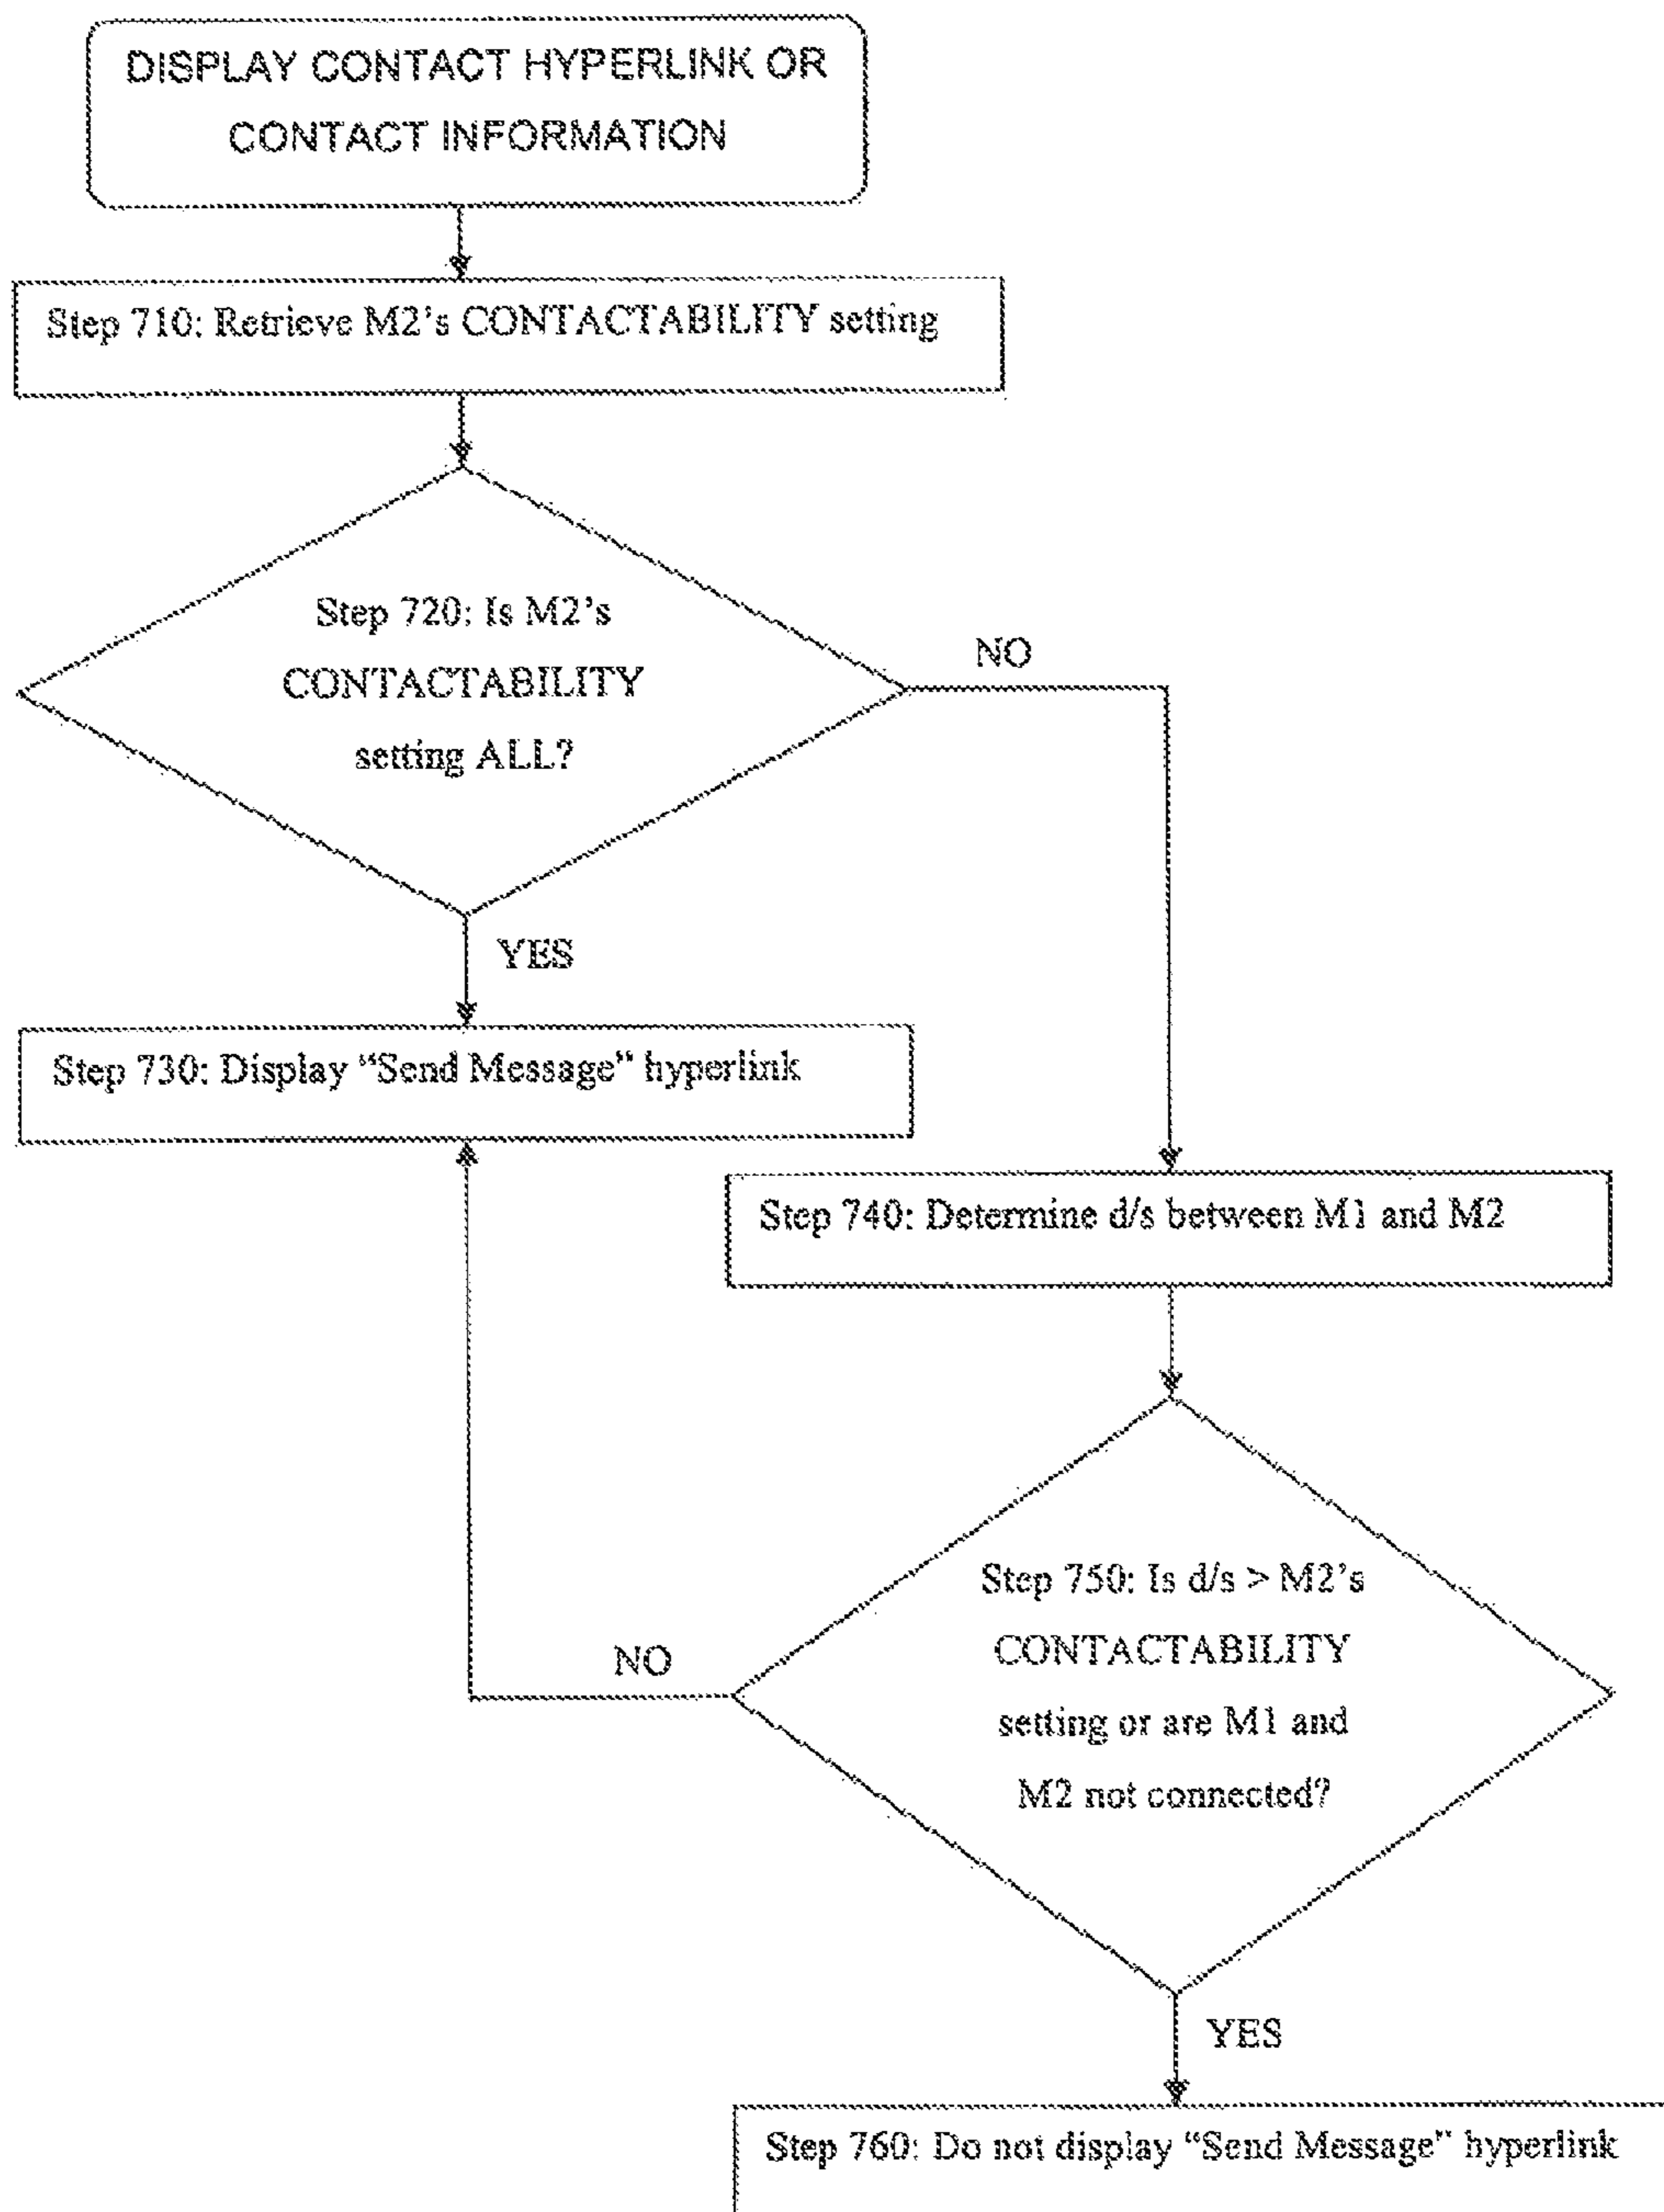 DISPLAY CONTACT HYPERLINK OR
CONTACT INFORMATION
Step 710: Retrieve M2's CONTACTABILITY setting
Step 720: Is M2's
CONTACTABILITY
setting ALL?
NO
YES
Step 730: Display “Send Message” hyperlink
Step 740: Determine d/s between M1 and M2
Step 750: Is d/s > M2's
CONTACTABILITY
setting or are M1 and
M2 not connected?
NO
YES
Step 760: Do not display “Send Message” hyperlink